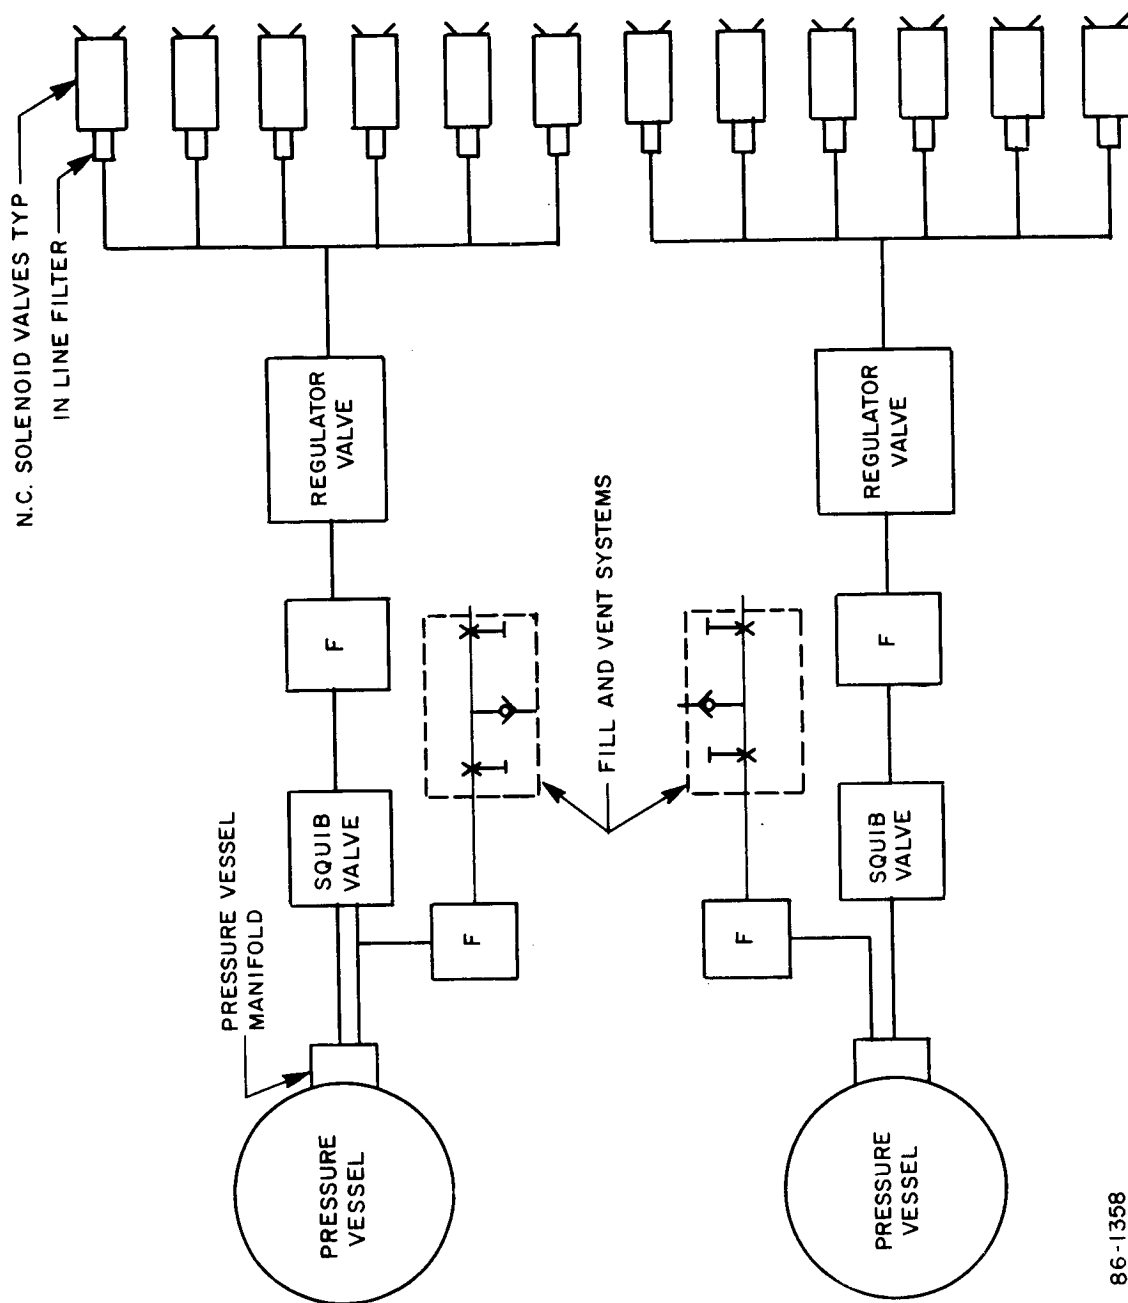 N.C. SOLENOID VALVES TYP
IN LINE FILTER
REGULATOR
VALVE
F
SQUIB
VALVE
PRESSURE VESSEL
MANIFOLD
F
PRESSURE
VESSEL
FILL AND VENT SYSTEMS
REGULATOR
VALVE
F
SQUIB
VALVE
F
PRESSURE
VESSEL
86-1358